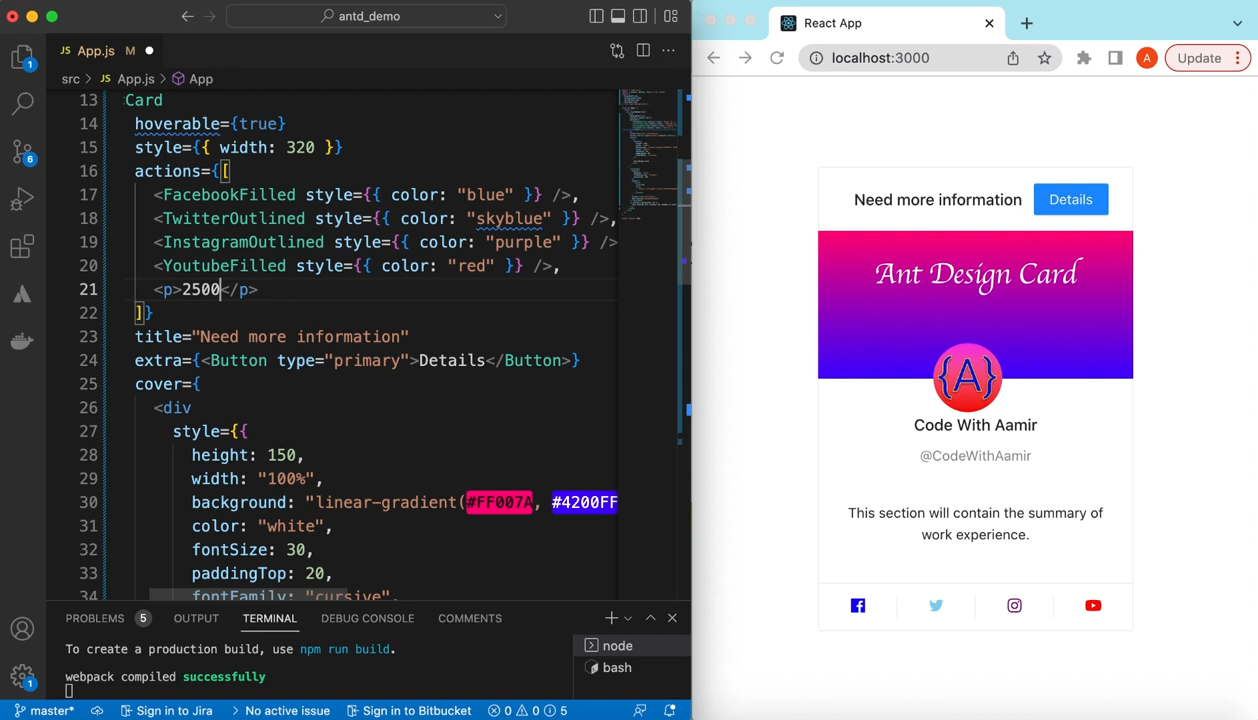 antd_demo
React App
JS App.js M
localhost:3000
A
Update
src > JS App.js > App
1
6
13 Card
14 hoverable={true}
15 style={{ width: 320 }}
16 actions={[
17 <FacebookFilled style={{ color: "blue" }} />,
18 <TwitterOutlined style={{ color: "skyblue" }} />,
19 <InstagramOutlined style={{ color: "purple" }} />
20 <YoutubeFilled style={{ color: "red" }} />,
21 <p>2500</p>
22 ]}
23 title="Need more information"
24 extra={<Button type="primary">Details</Button>}
25 cover={
26 <div
27 style={{
28 height: 150,
29 width: "100%",
30 background: "linear-gradient(#FF007A, #4200FF
31 color: "white",
32 fontSize: 30,
33 paddingTop: 20,
34 fontFamily: "cursive",
PROBLEMS 5 OUTPUT TERMINAL DEBUG CONSOLE COMMENTS
To create a production build, use npm run build.
webpack compiled successfully
node
bash
1
master* Sign in to Jira No active issue Sign in to Bitbucket 0 0 5
Need more information Details
Ant Design Card
{A}
Code With Aamir
@CodeWithAamir
This section will contain the summary of
work experience.